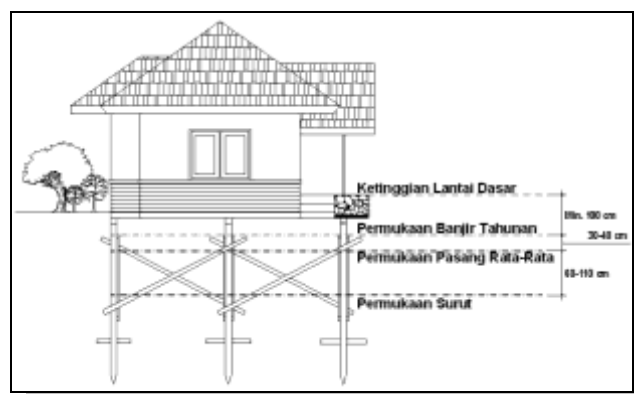 Ketinggian Lantai Dasar
Min. 100 cm
Permukaan Banjir Tahunan
30-40 cm
Permukaan Pasang Rata-Rata
60-110 cm
Permukaan Surut